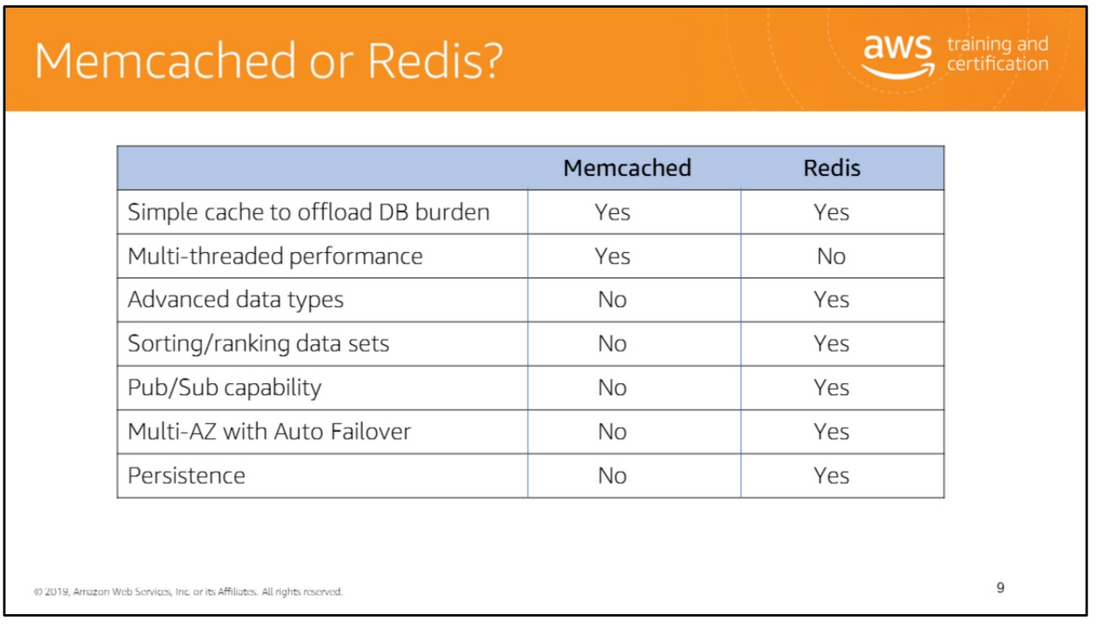 Memcached or Redis?
aws training and
certification
Memcached Redis
Simple cache to offload DB burden Yes Yes
Multi-threaded performance Yes No
Advanced data types No Yes
Sorting/ranking data sets No Yes
Pub/Sub capability No Yes
Multi-AZ with Auto Failover No Yes
Persistence No Yes
© 2019, Amazon Web Services, Inc. or its Affiliates. All rights reserved.
9